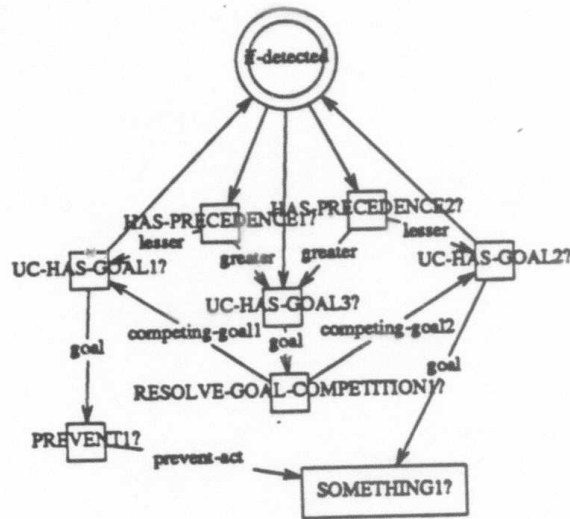 if-detected
HAS-PRECEDENCE1?
HAS-PRECEDENCE2?
lesser
lesser
greater
greater
UC-HAS-GOAL1?
UC-HAS-GOAL2?
UC-HAS-GOAL3?
competing-goal1
goal
competing-goal2
goal
goal
RESOLVE-GOAL-COMPETITION1?
PREVENT1?
prevent-act
SOMETHING1?